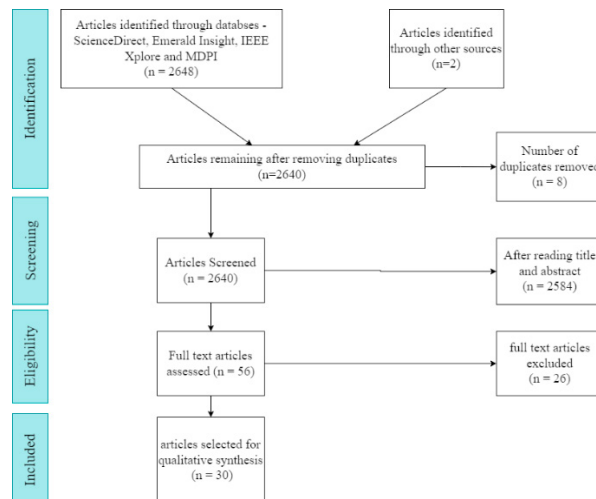 Identification
Articles identified through databses -
ScienceDirect, Emerald Insight, IEEE
Xplore and MDPI
(n = 2648)
Articles identified
through other sources
(n=2)
Articles remaining after removing duplicates
(n=2640)
Number of
duplicates removed
(n = 8)
Screening
Articles Screened
(n = 2640)
After reading title
and abstract
(n = 2584)
Eligibility
Full text articles
assessed (n = 56)
full text articles
excluded
(n = 26)
Included
articles selected for
qualitative synthesis
(n = 30)